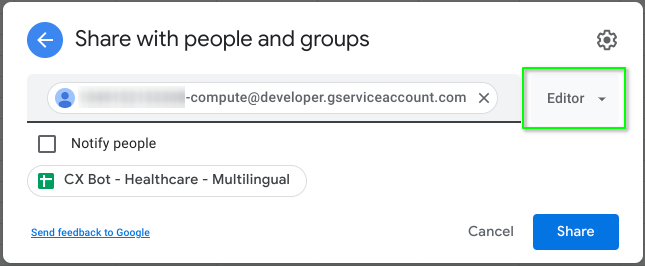 Share with people and groups
-compute@developer.gserviceaccount.com
Editor
Notify people
CX Bot - Healthcare - Multilingual
Send feedback to Google
Cancel
Share